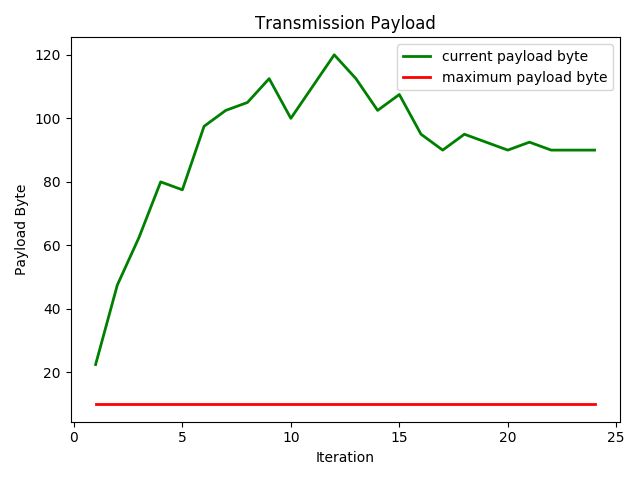 Transmission Payload
current payload byte
maximum payload byte
Payload Byte
120
100
80
60
40
20
0
5
10
15
20
25
Iteration